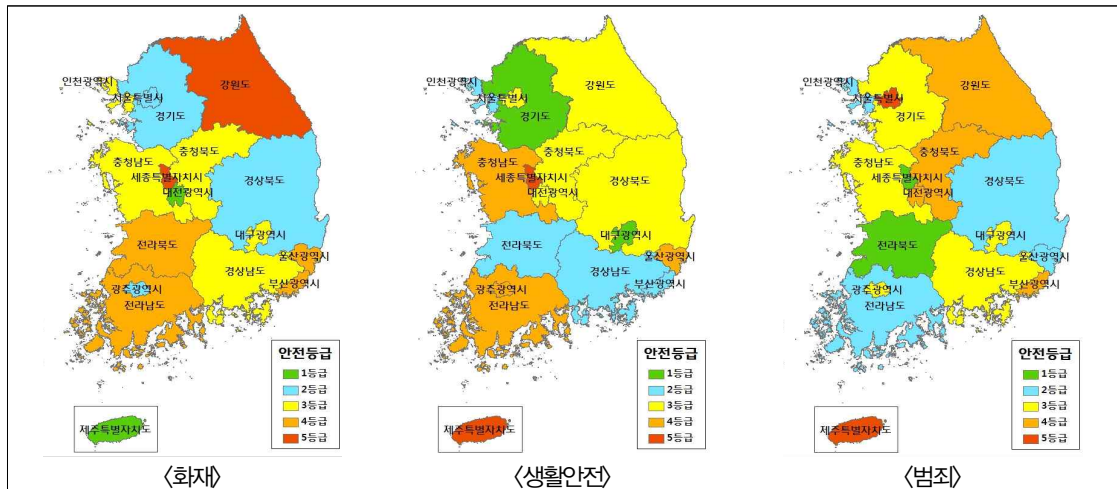 인천광역시
서울특별시
강원도
경기도
충청북도
충청남도
세종특별자치시
대전광역시
경상북도
대구광역시
전라북도
울산광역시
경상남도
부산광역시
광주광역시
전라남도
안전등급
1등급
2등급
3등급
4등급
5등급
제주특별자치도
〈화재〉
인천광역시
서울특별시
강원도
경기도
충청북도
충청남도
세종특별자치시
대전광역시
경상북도
대구광역시
전라북도
울산광역시
경상남도
부산광역시
광주광역시
전라남도
안전등급
1등급
2등급
3등급
4등급
5등급
제주특별자치도
〈생활안전〉
인천광역시
서울특별시
강원도
경기도
충청북도
충청남도
세종특별자치시
대전광역시
경상북도
대구광역시
전라북도
울산광역시
경상남도
부산광역시
광주광역시
전라남도
안전등급
1등급
2등급
3등급
4등급
5등급
제주특별자치도
〈범죄〉